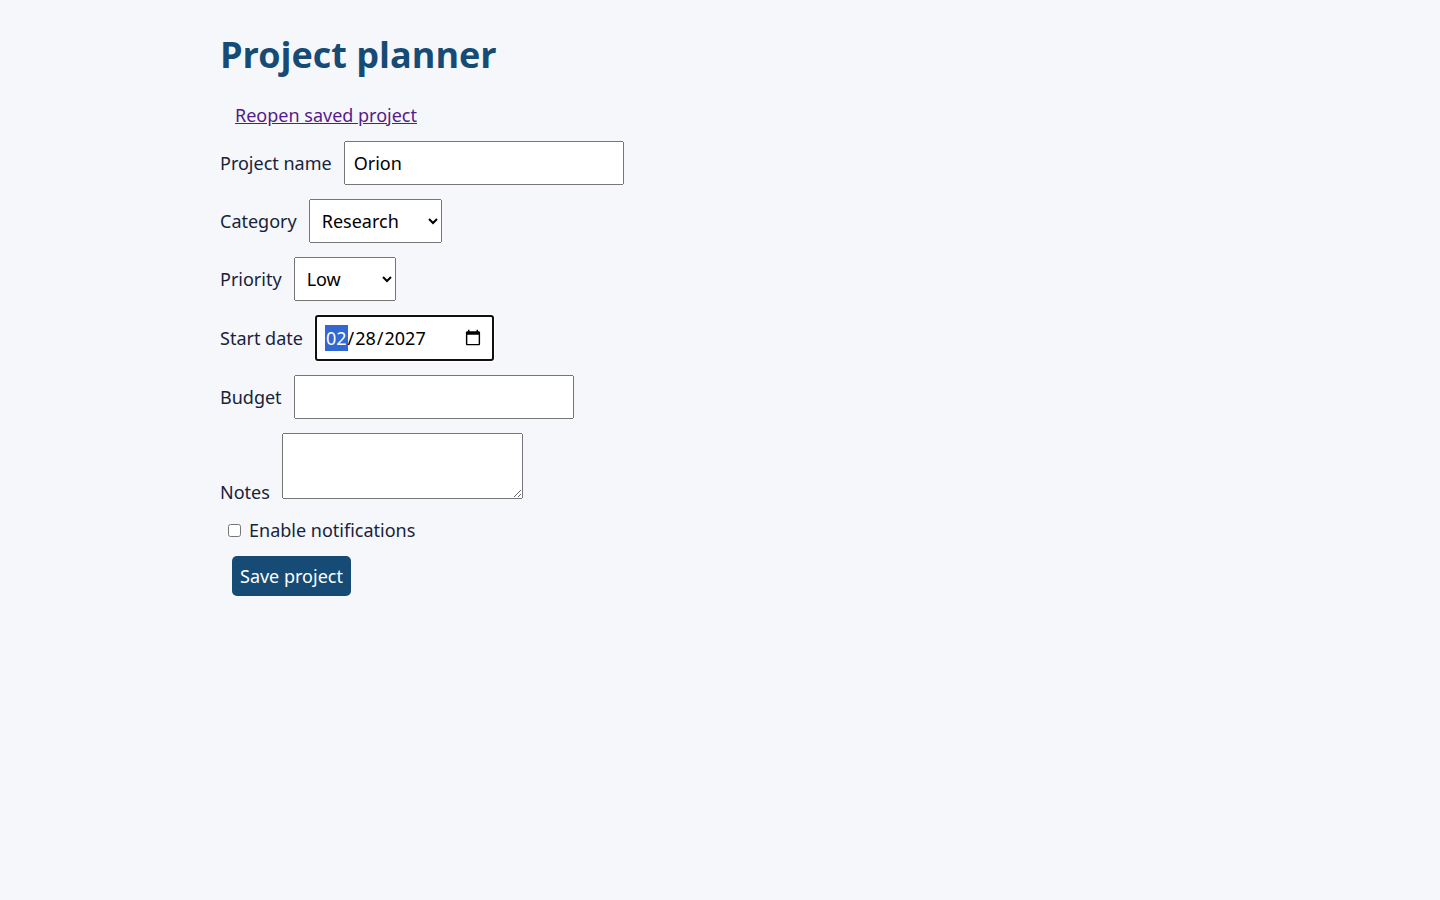 Project planner
Reopen saved project
Project name Orion
Category Research
Priority Low
Start date 02/28/2027
Budget
Notes
Enable notifications
Save project